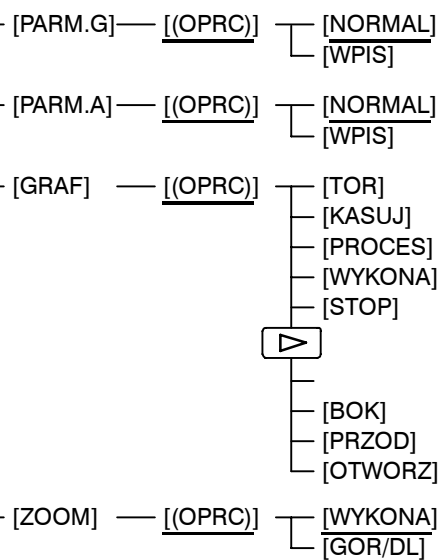 [PARM.G] [(OPRC)] [NORMAL]
[WPIS]
[PARM.A] [(OPRC)] [NORMAL]
[WPIS]
[GRAF] [(OPRC)] [TOR]
[KASUJ]
[PROCES]
[WYKONA]
[STOP]
[BOK]
[PRZOD]
[OTWORZ]
[ZOOM] [(OPRC)] [WYKONA]
[GOR/DL]